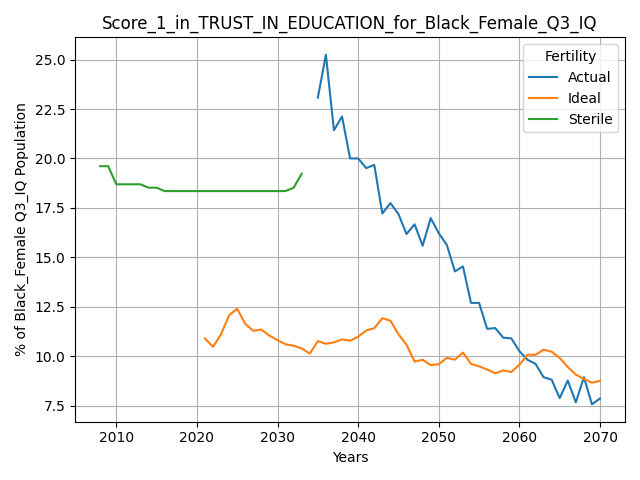 Score_1_in_TRUST_IN_EDUCATION_for_Black_Female_Q3_IQ
Fertility
Actual
Ideal
Sterile
% of Black_Female Q3_IQ Population
25.0
22.5
20.0
17.5
15.0
12.5
10.0
7.5
2010 2020 2030 2040 2050 2060 2070
Years